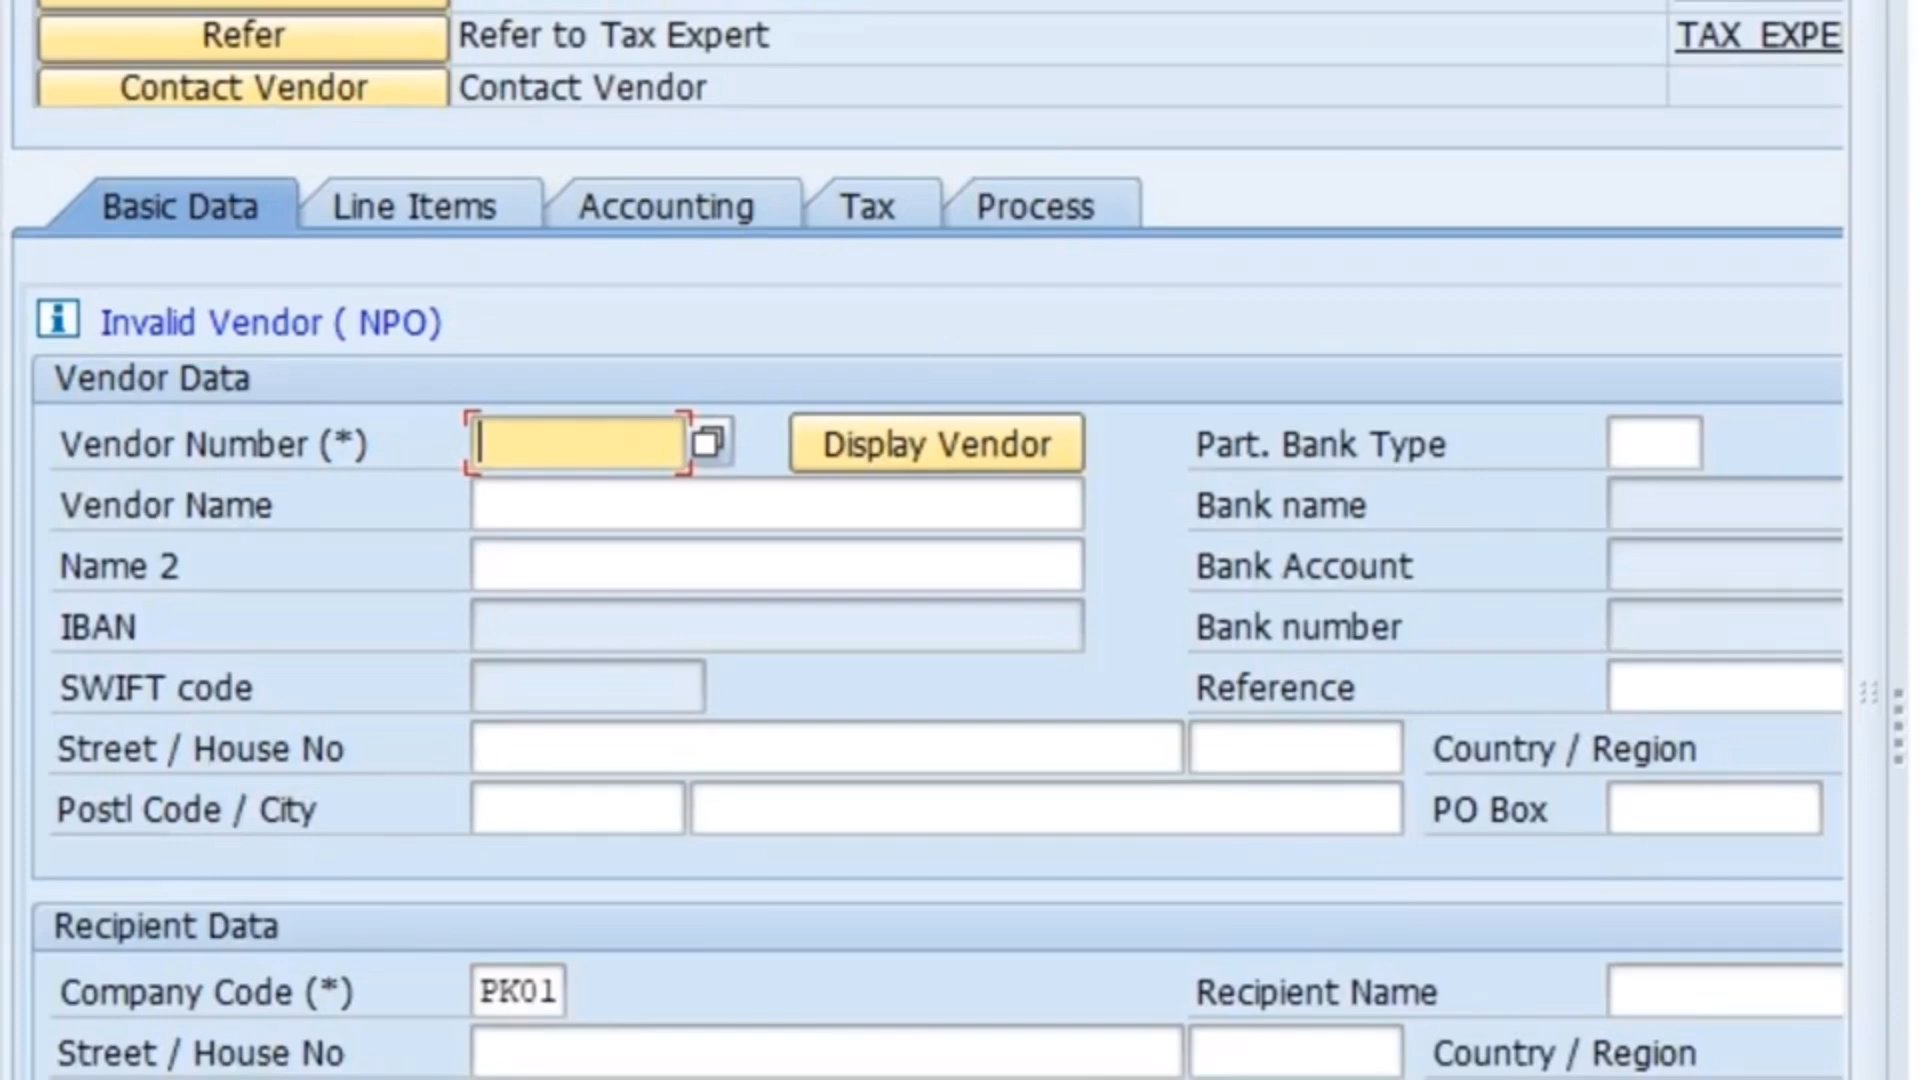 Refer Refer to Tax Expert TAX_EXPE
Contact Vendor Contact Vendor
Basic Data Line Items Accounting Tax Process
Invalid Vendor ( NPO)
Vendor Data
Vendor Number (*) Display Vendor Part. Bank Type
Vendor Name Bank name
Name 2 Bank Account
IBAN Bank number
SWIFT code Reference
Street / House No Country / Region
Postl Code / City PO Box
Recipient Data
Company Code (*) PK01 Recipient Name
Street / House No Country / Region